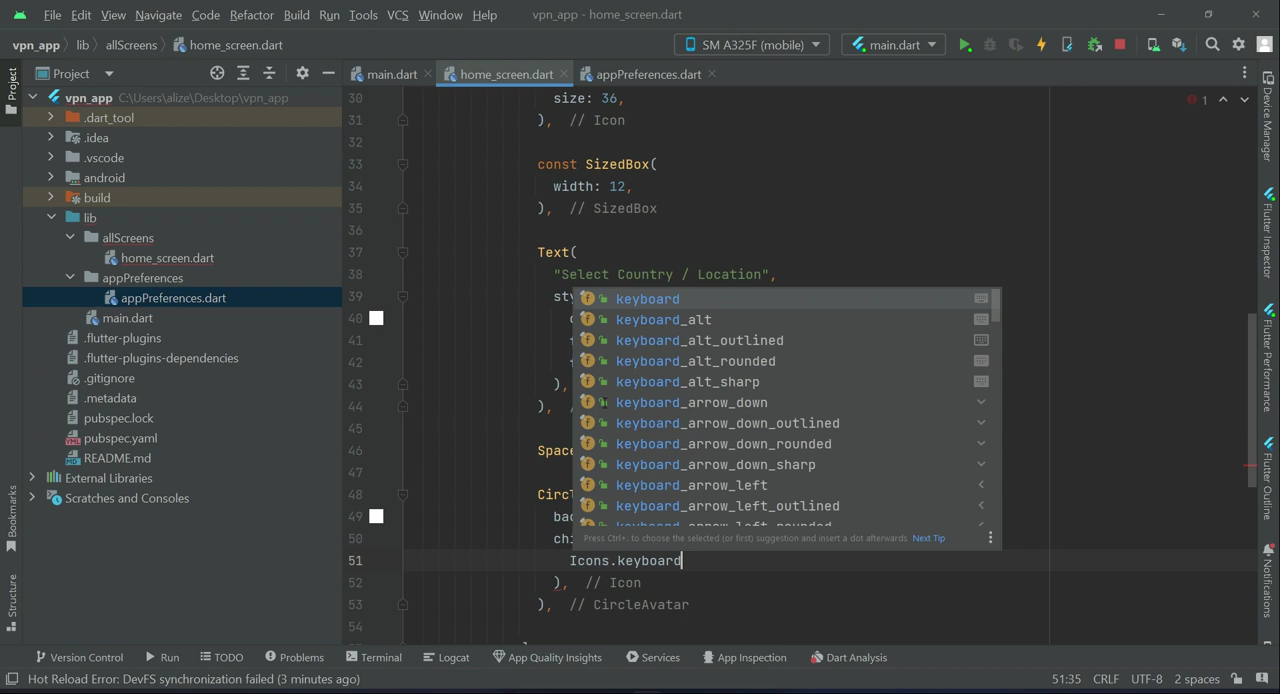 File Edit View Navigate Code Refactor Build Run Tools VCS Window Help vpn_app - home_screen.dart
vpn_app lib allScreens home_screen.dart SM A325F (mobile) main.dart
Project main.dart home_screen.dart appPreferences.dart
vpn_app C:\Users\alize\Desktop\vpn_app
.dart_tool
.idea
.vscode
android
build
lib
allScreens
home_screen.dart
appPreferences
appPreferences.dart
main.dart
.flutter-plugins
.flutter-plugins-dependencies
.gitignore
.metadata
pubspec.lock
pubspec.yaml
README.md
External Libraries
Scratches and Consoles
Project
Bookmarks
Structure
30 size: 36,
31 ), // Icon
32
33 const SizedBox(
34 width: 12,
35 ), // SizedBox
36
37 Text(
38 "Select Country / Location",
39 sty
40
41
42
43 ),
44 ), /
45
46 Space
47
48 Circl
49 bac
50 chi
51 Icons.keyboard
52 ), // Icon
53 ), // CircleAvatar
54
1
keyboard
keyboard_alt
keyboard_alt_outlined
keyboard_alt_rounded
keyboard_alt_sharp
keyboard_arrow_down
keyboard_arrow_down_outlined
keyboard_arrow_down_rounded
keyboard_arrow_down_sharp
keyboard_arrow_left
keyboard_arrow_left_outlined
keyboard_arrow_left_rounded
Press Ctrl+. to choose the selected (or first) suggestion and insert a dot afterwards Next Tip
Device Manager
Flutter Inspector
Flutter Performance
Flutter Outline
Notifications
Version Control Run TODO Problems Terminal Logcat App Quality Insights Services App Inspection Dart Analysis
Hot Reload Error: DevFS synchronization failed (3 minutes ago) 51:35 CRLF UTF-8 2 spaces